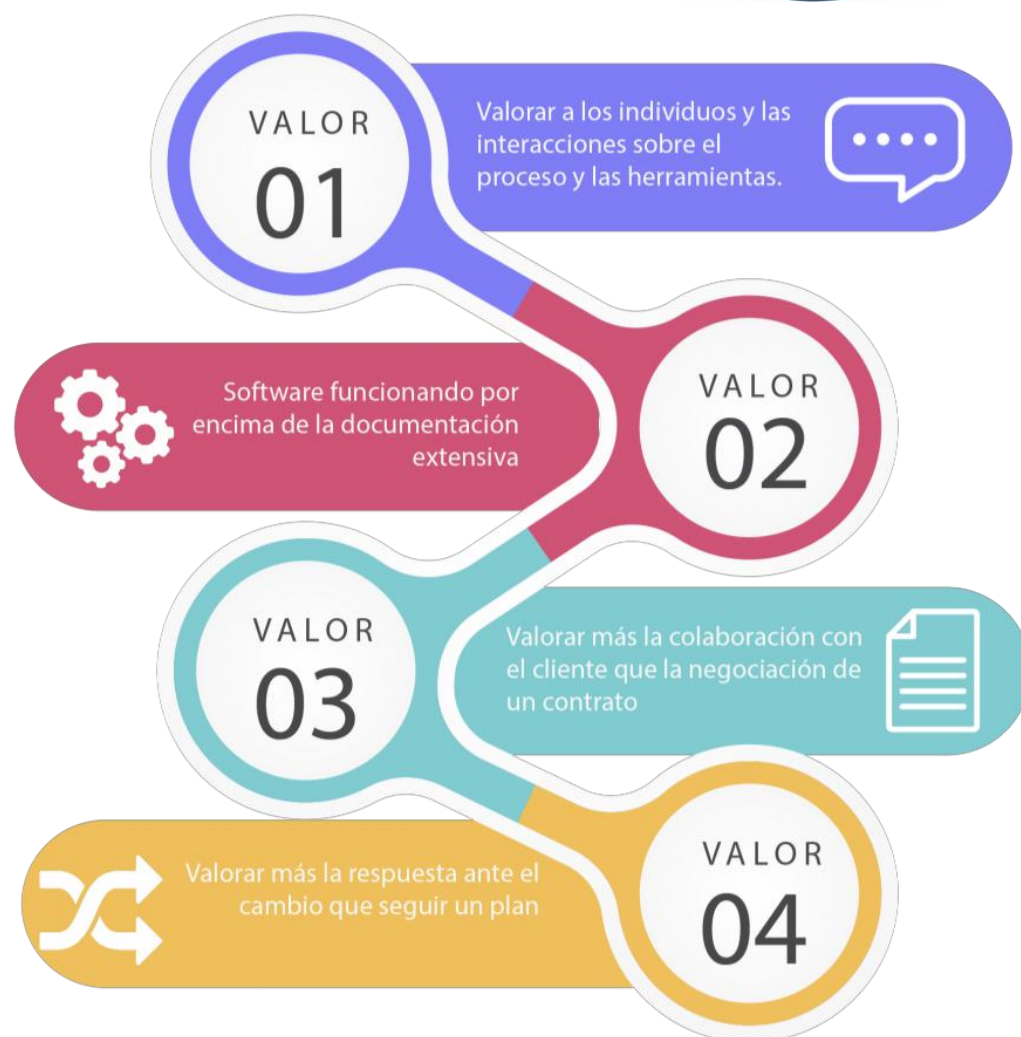 VALOR
01
Valorar a los individuos y las
interacciones sobre el
proceso y las herramientas.
Software funcionando por
encima de la documentación
extensiva
VALOR
02
VALOR
03
Valorar más la colaboración con
el cliente que la negociación de
un contrato
Valorar más la respuesta ante el
cambio que seguir un plan
VALOR
04